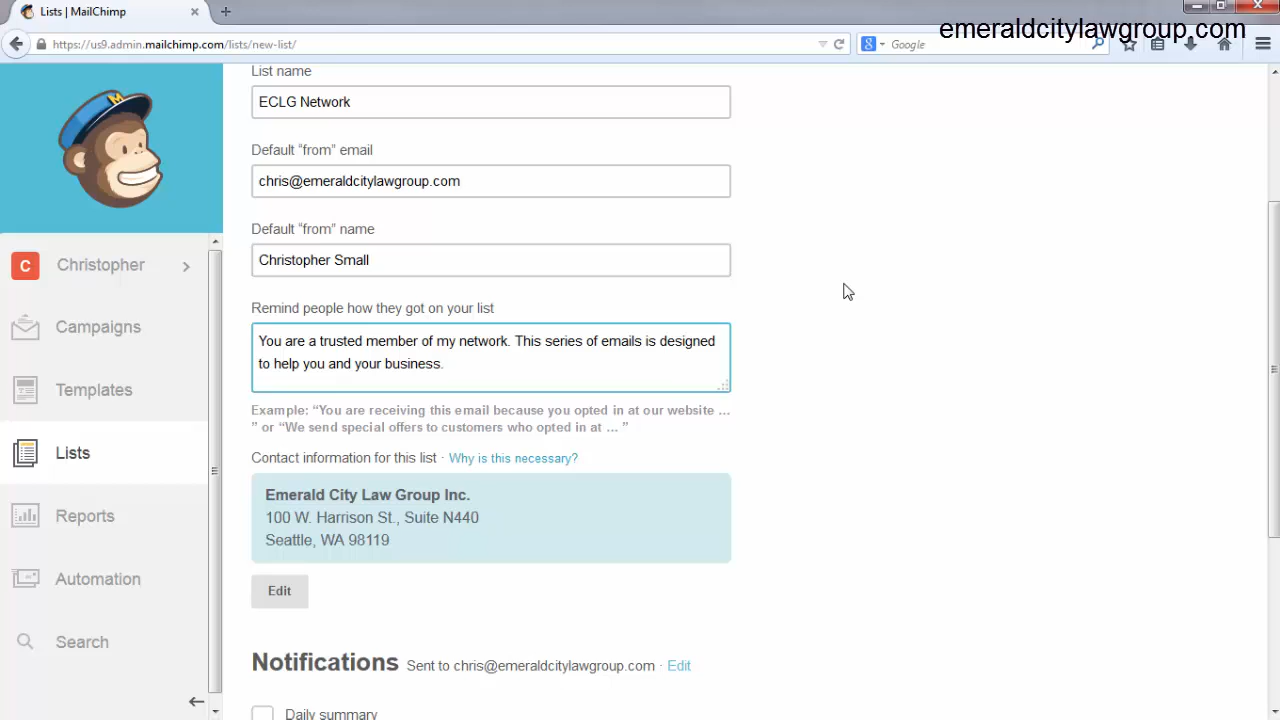 Lists | MailChimp
emeraldcitylawgroup.com
https://us9.admin.mailchimp.com/lists/new-list/
Google
List name
ECLG Network
Default “from” email
chris@emeraldcitylawgroup.com
Default “from” name
Christopher Small
Remind people how they got on your list
You are a trusted member of my network. This series of emails is designed
to help you and your business.
Example: “You are receiving this email because you opted in at our website ...
” or “We send special offers to customers who opted in at ... ”
Contact information for this list · Why is this necessary?
Emerald City Law Group Inc.
100 W. Harrison St., Suite N440
Seattle, WA 98119
Edit
Notifications Sent to chris@emeraldcitylawgroup.com · Edit
Daily summary
C Christopher
Campaigns
Templates
Lists
Reports
Automation
Search